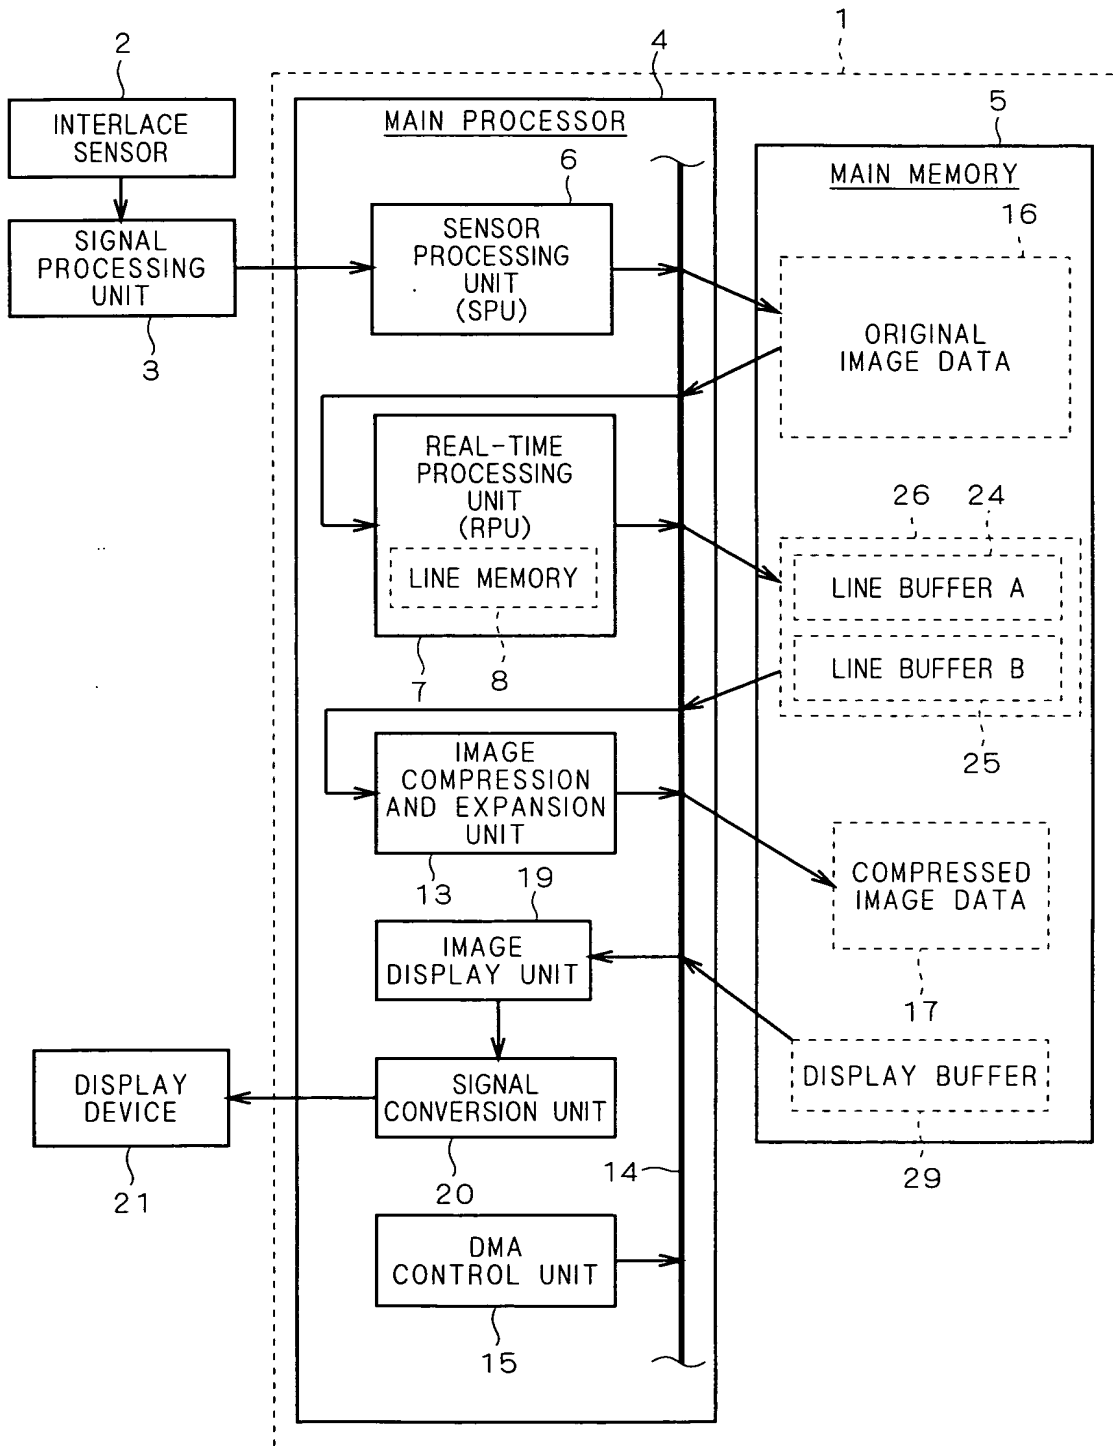 1
2
4
5
INTERLACE
SENSOR
MAIN PROCESSOR
MAIN MEMORY
6
16
SIGNAL
PROCESSING
UNIT
3
SENSOR
PROCESSING
UNIT
(SPU)
ORIGINAL
IMAGE DATA
REAL-TIME
PROCESSING
UNIT
(RPU)
LINE MEMORY
7
8
26
24
LINE BUFFER A
LINE BUFFER B
25
IMAGE
COMPRESSION
AND EXPANSION
UNIT
13
19
COMPRESSED
IMAGE DATA
17
IMAGE
DISPLAY UNIT
DISPLAY BUFFER
29
DISPLAY
DEVICE
21
SIGNAL
CONVERSION UNIT
20
14
DMA
CONTROL UNIT
15